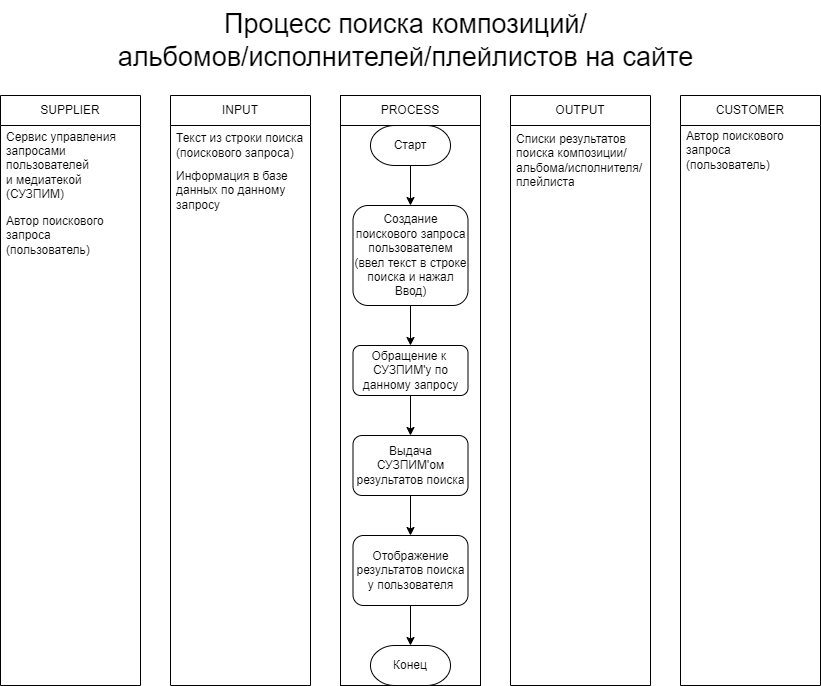 Процесс поиска композиций/
альбомов/исполнителей/плейлистов на сайте
SUPPLIER
Сервис управления
запросами
пользователей
и медиатекой
(СУЗПИМ)
Автор поискового
запроса
(пользователь)
INPUT
Текст из строки поиска
(поискового запроса)
Информация в базе
данных по данному
запросу
PROCESS
Старт
Создание
поискового запроса
пользователем
(ввел текст в строке
поиска и нажал
Ввод)
Обращение к
СУЗПИМ'у по
данному запросу
Выдача
СУЗПИМ'ом
результатов поиска
Отображение
результатов поиска
у пользователя
Конец
OUTPUT
Списки результатов
поиска композиции/
альбома/исполнителя/
плейлиста
CUSTOMER
Автор поискового
запроса
(пользователь)